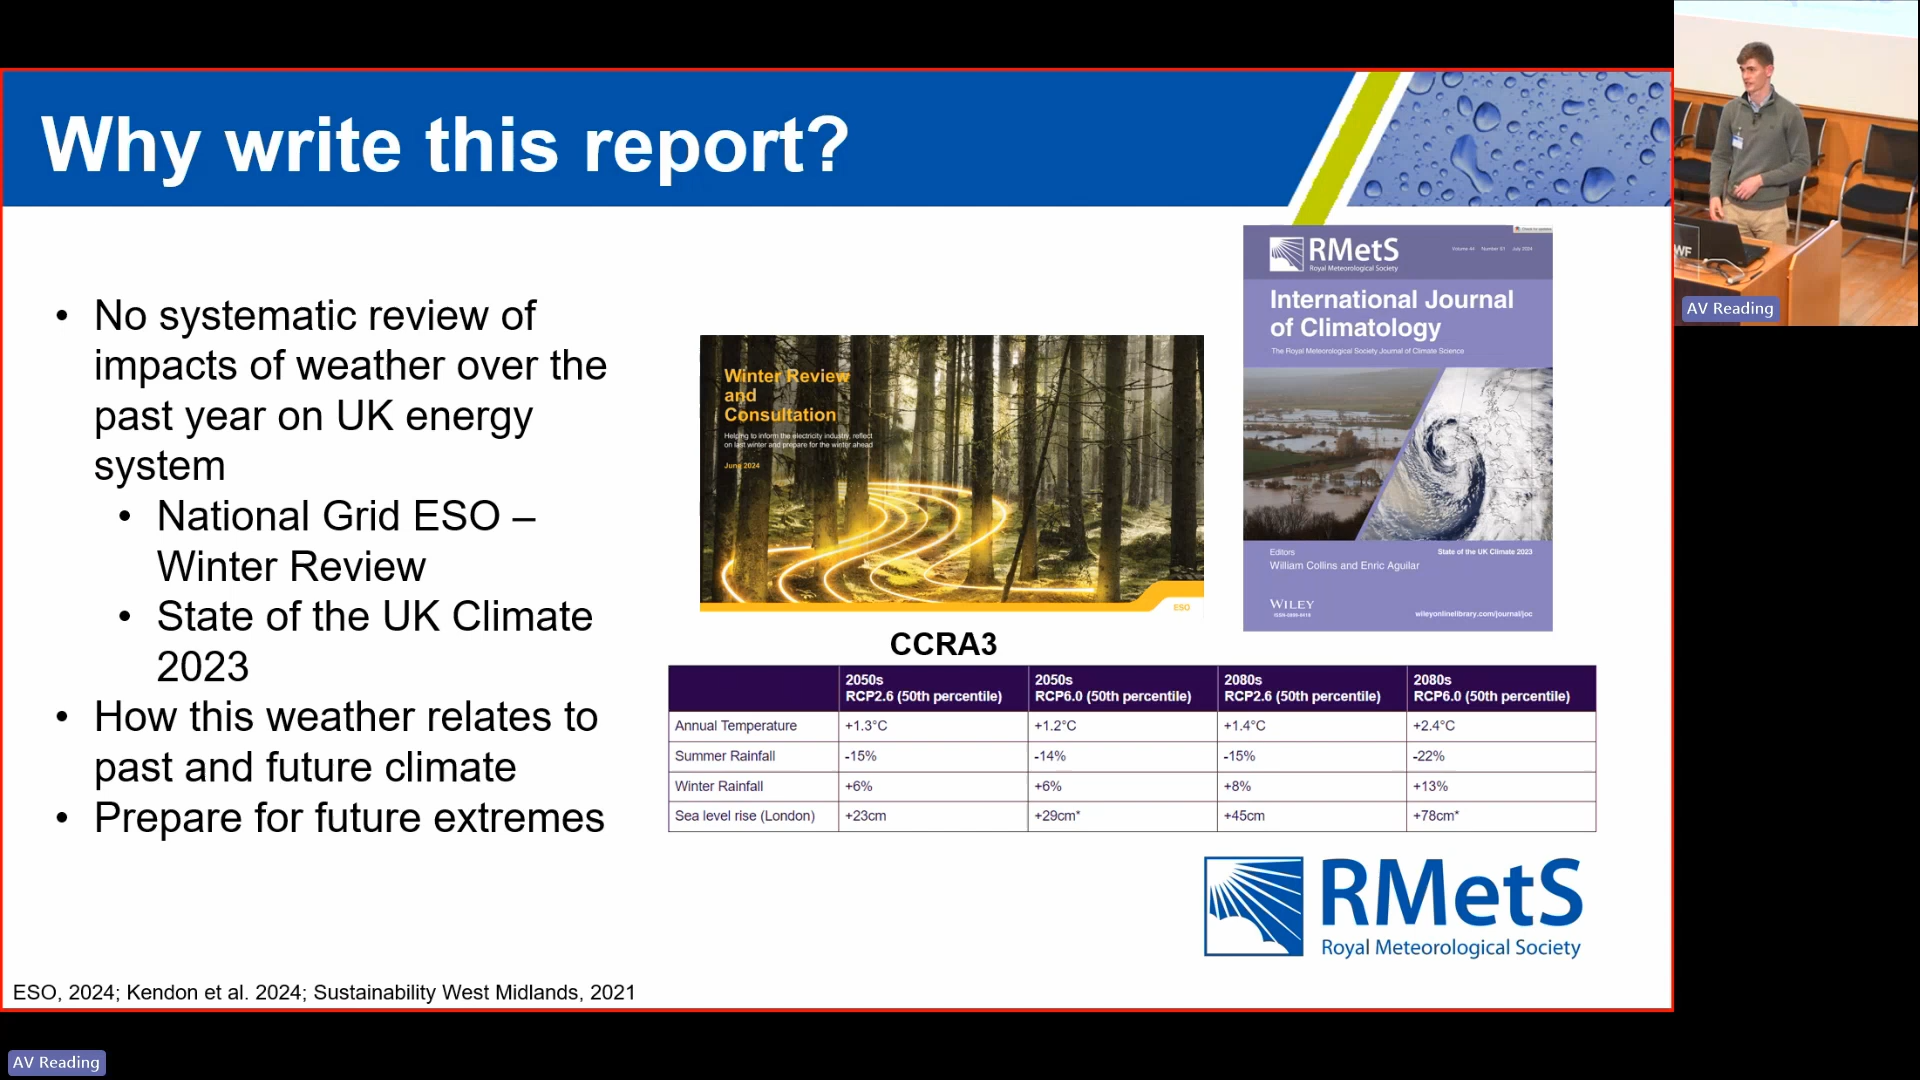 Why write this report?
• No systematic review of
impacts of weather over the
past year on UK energy
system
• National Grid ESO –
Winter Review
• State of the UK Climate
2023
• How this weather relates to
past and future climate
• Prepare for future extremes
Winter Review
and
Consultation
Helping to inform the electricity industry, reflect
on last winter and prepare for the winter ahead
June 2024
ESO
RMetS
Royal Meteorological Society
Volume 44 Number S1 July 2024
International Journal
of Climatology
The Royal Meteorological Society Journal of Climate Science
Editors
State of the UK Climate 2023
William Collins and Enric Aguilar
WILEY
wileyonlinelibrary.com/journal/joc
CCRA3
2050s 2050s 2080s 2080s
RCP2.6 (50th percentile) RCP6.0 (50th percentile) RCP2.6 (50th percentile) RCP6.0 (50th percentile)
Annual Temperature +1.3°C +1.2°C +1.4°C +2.4°C
Summer Rainfall -15% -14% -15% -22%
Winter Rainfall +6% +6% +8% +13%
Sea level rise (London) +23cm +29cm* +45cm +78cm*
RMetS
Royal Meteorological Society
ESO, 2024; Kendon et al. 2024; Sustainability West Midlands, 2021
WF
AV Reading
AV Reading